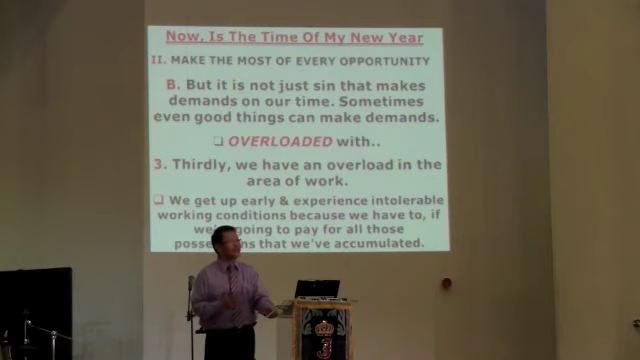 Now, Is The Time Of My New Year
II. MAKE THE MOST OF EVERY OPPORTUNITY
B. But it is not just sin that makes
demands on our time. Sometimes
even good things can make demands.
❑ OVERLOADED with..
3. Thirdly, we have an overload in the
area of work.
❑ We get up early & experience intolerable
working conditions because we have to, if
going to pay for all those
that we've accumulated.